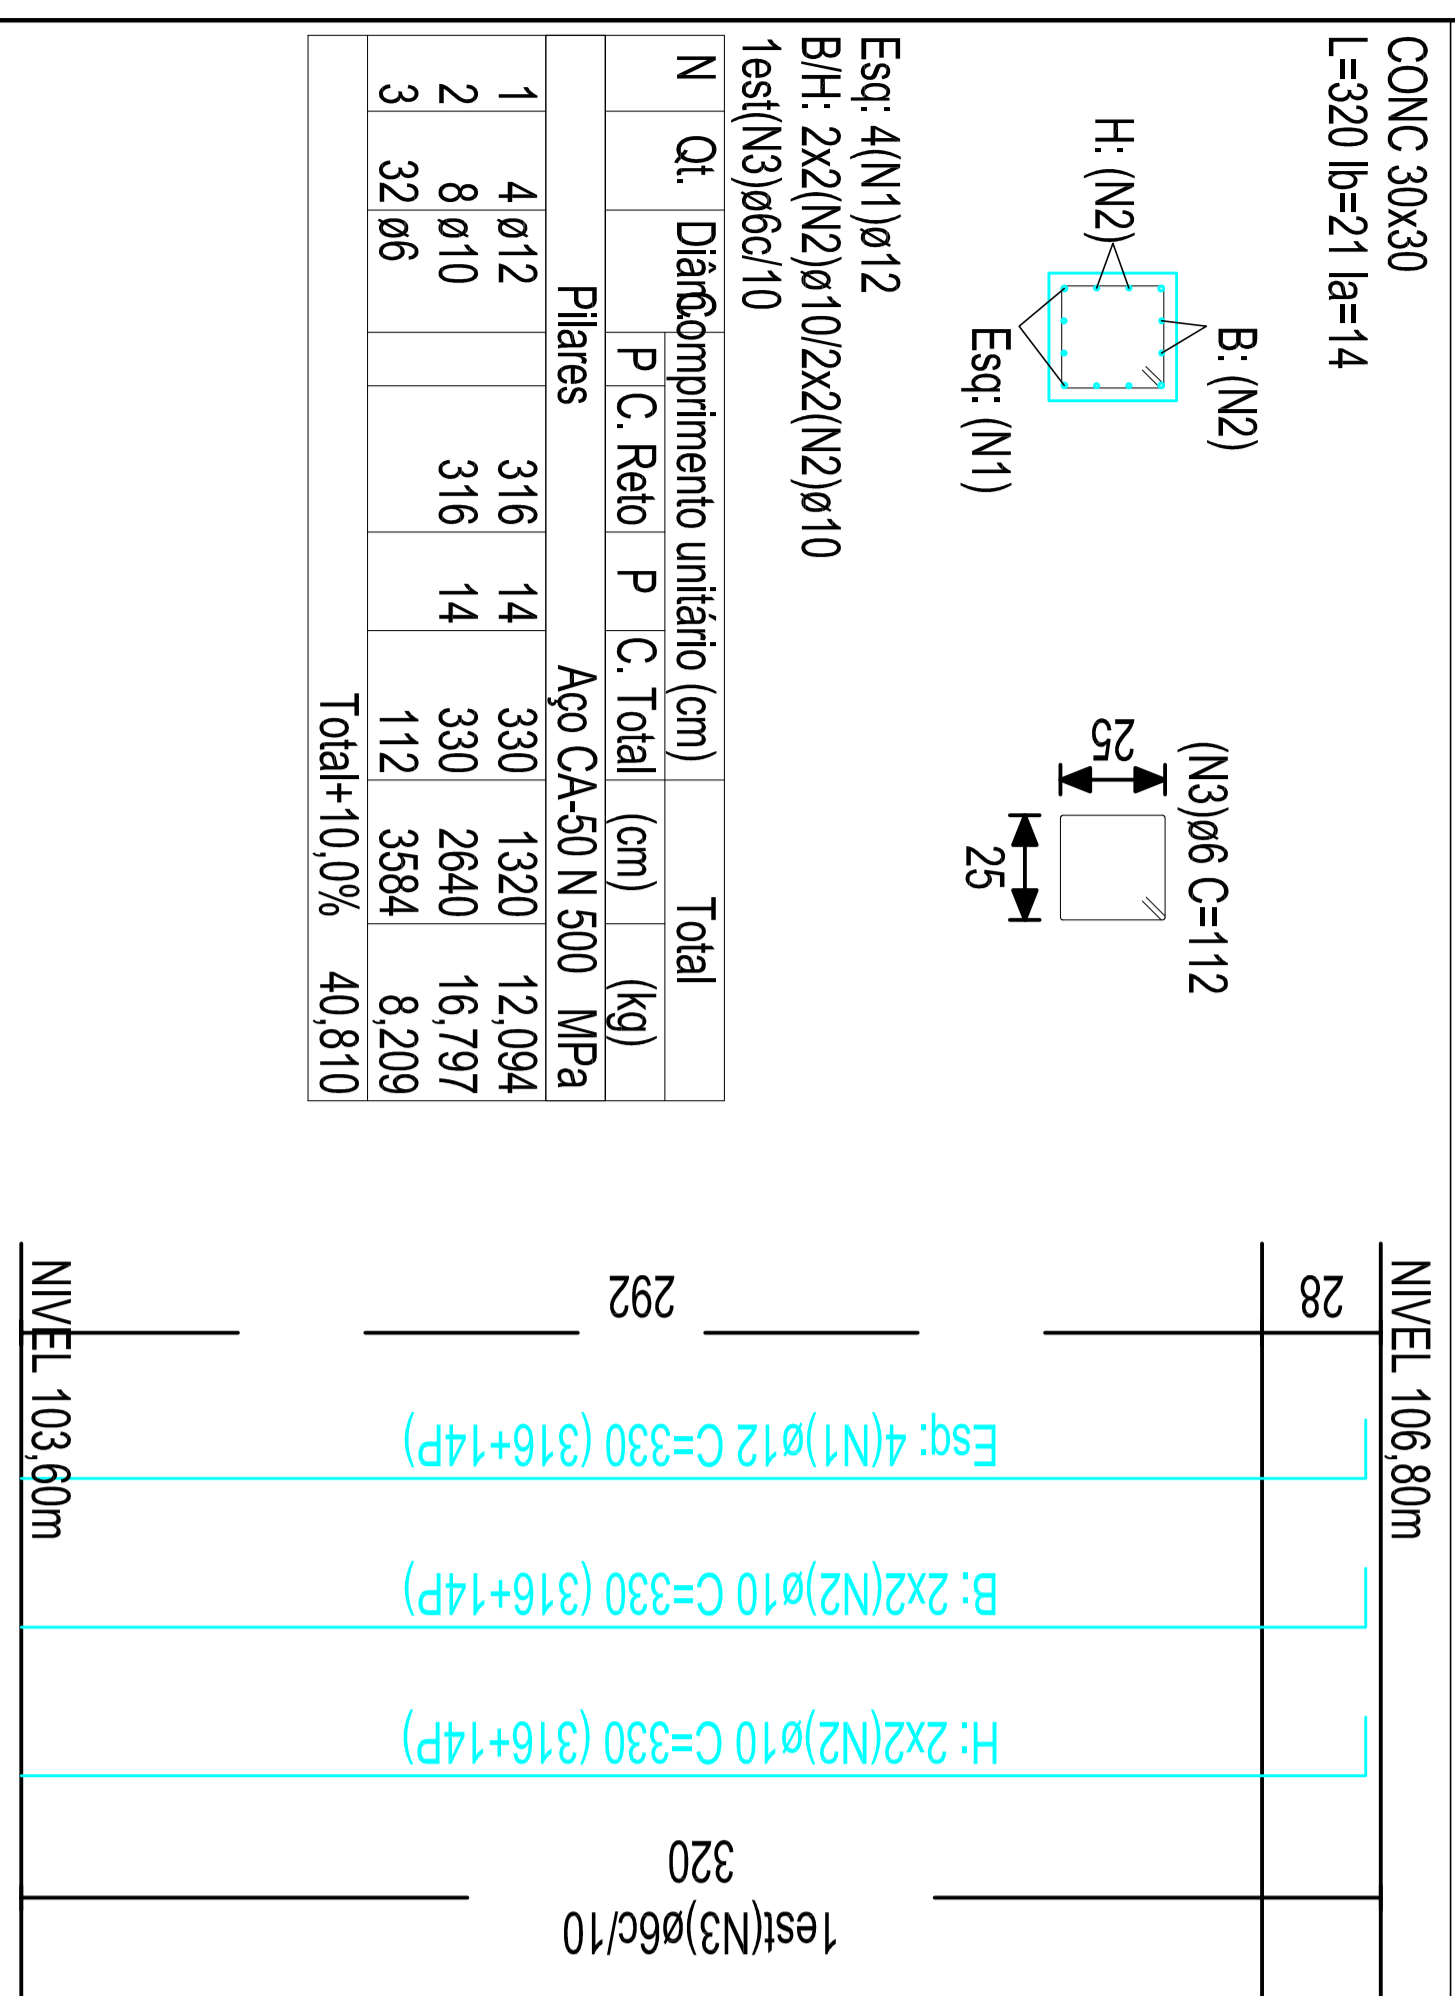 CONC 30x30
L=320 lb=21 la=14
B: (N2)
H: (N2)
Esq: (N1)
(N3)ø6 C=112
25
25
Esq: 4(N1)ø12
B/H: 2x2(N2)ø10/2x2(N2)ø10
1est(N3)ø6c/10
N Qt. Diâm. Comprimento unitário (cm) Total
P C. Reto P C. Total (cm) (kg)
Pilares Aço CA-50 N 500 MPa
1 4 ø12 316 14 330 1320 12,094
2 8 ø10 316 14 330 2640 16,797
3 32 ø6 112 3584 8,209
Total+10,0% 40,810
NIVEL 106,80m
28
292
NIVEL 103,60m
Esq: 4(N1)ø12 C=330 (316+14P)
B: 2x2(N2)ø10 C=330 (316+14P)
H: 2x2(N2)ø10 C=330 (316+14P)
320
1est(N3)ø6c/10